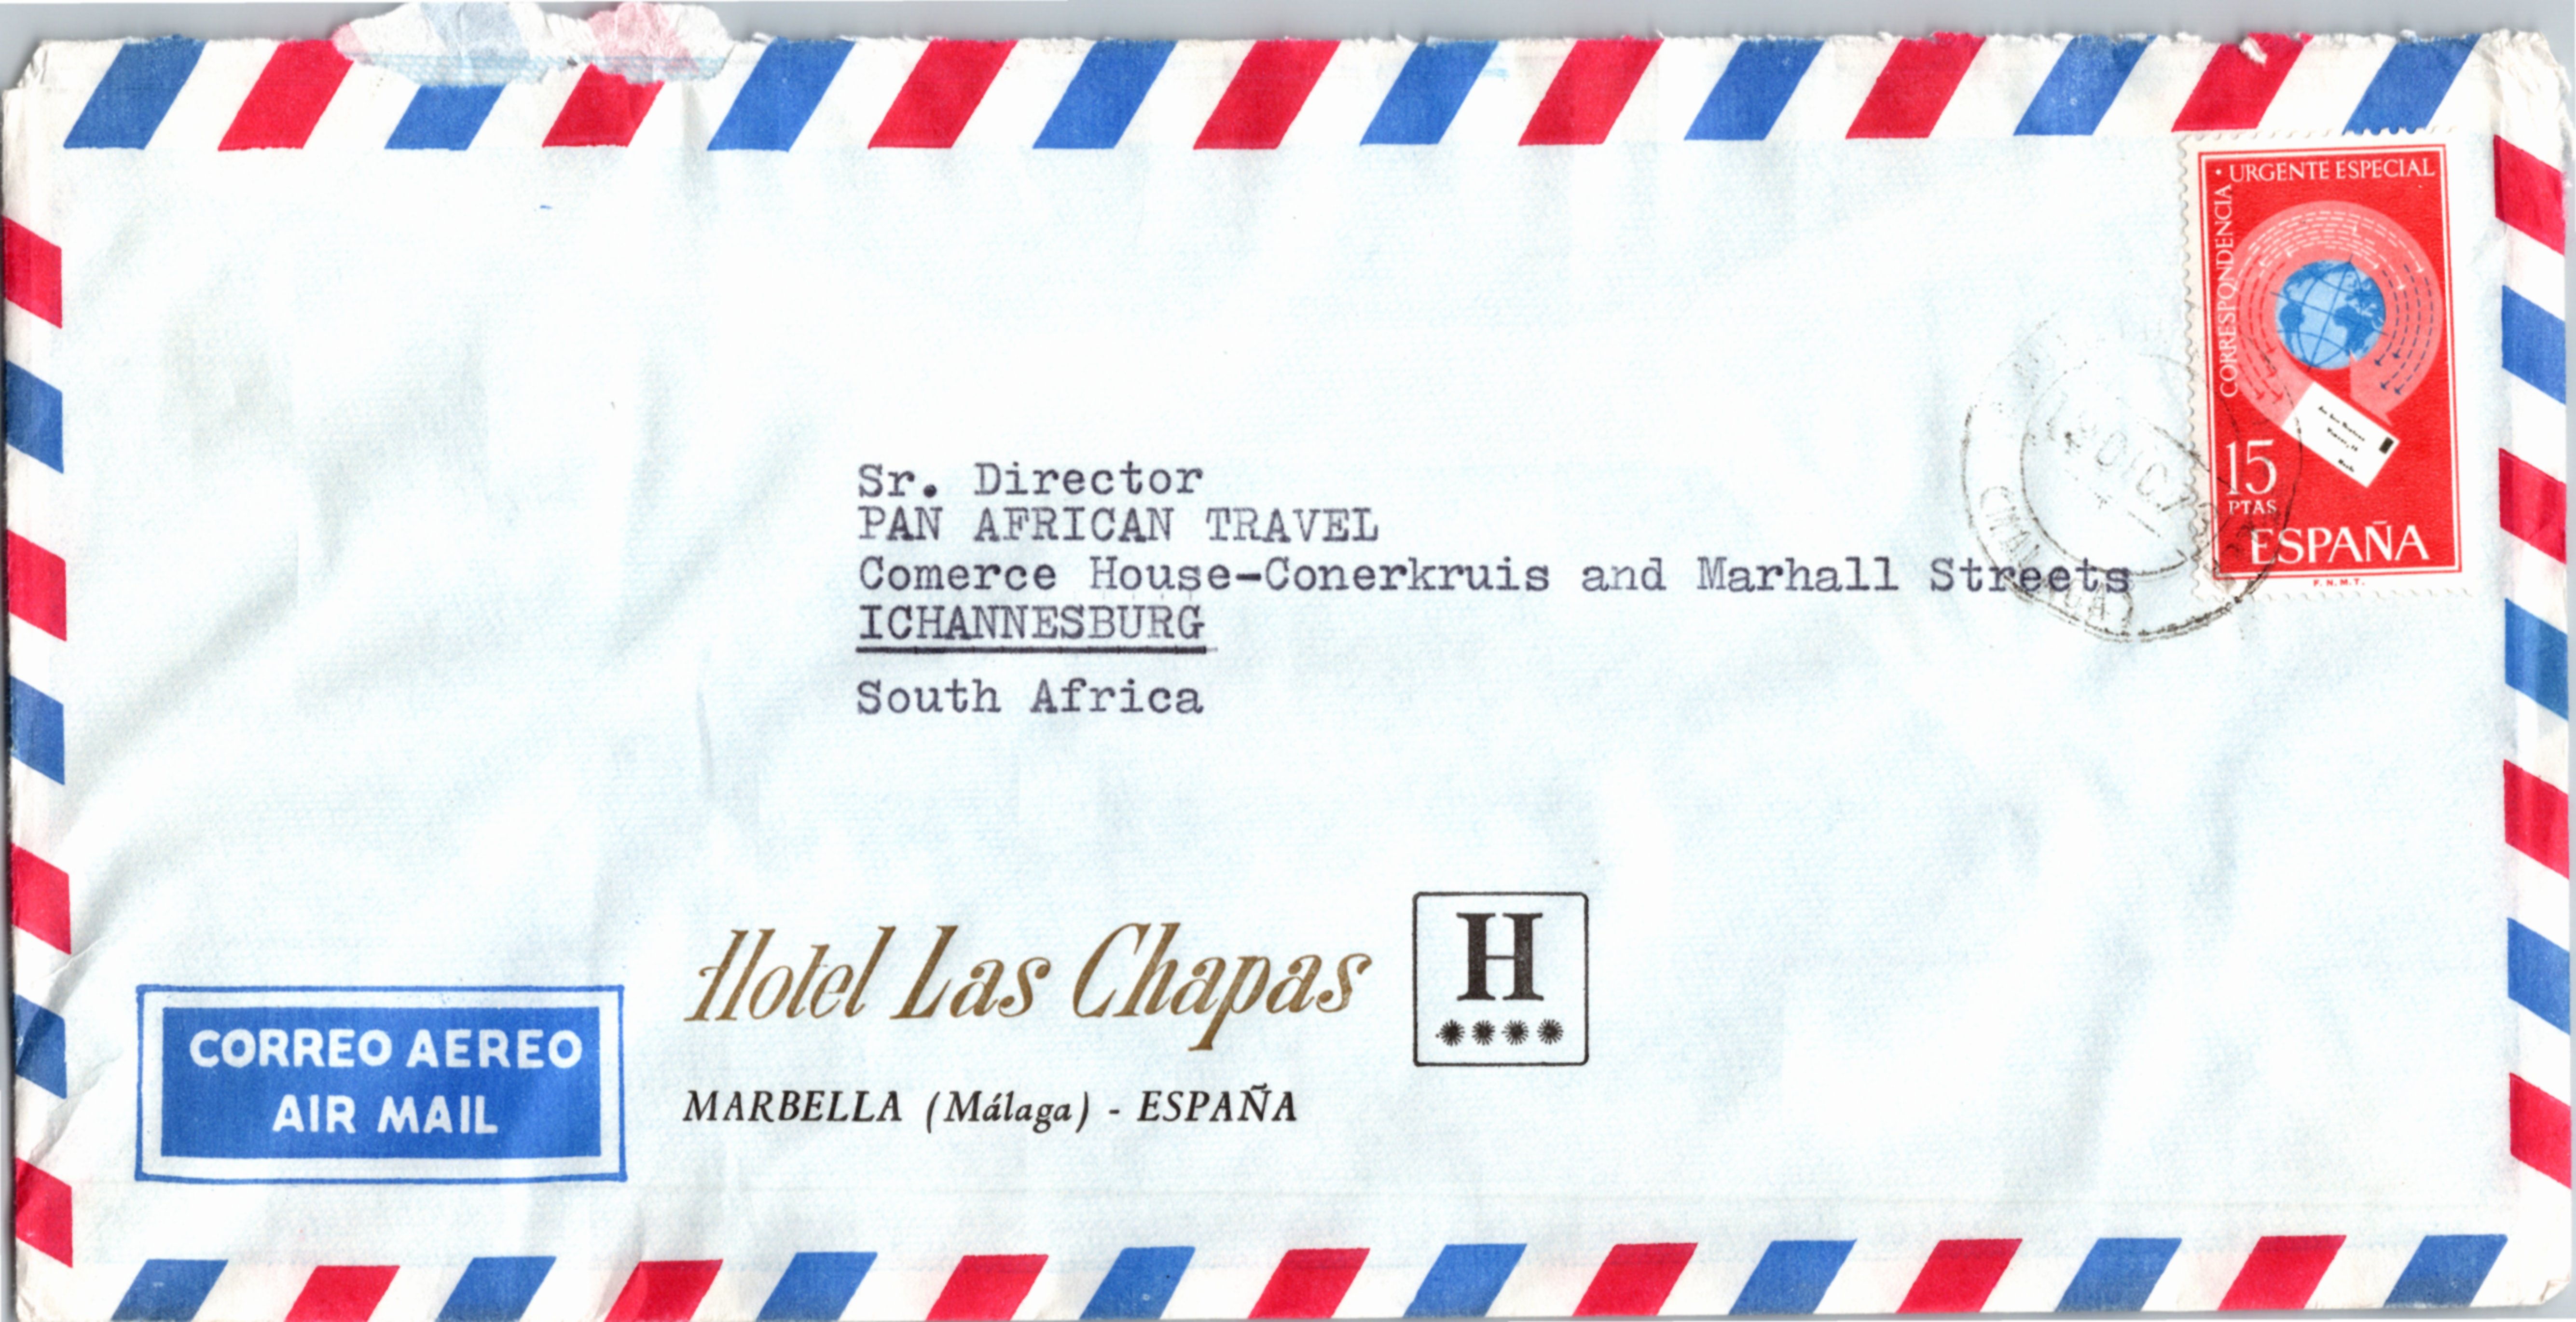 CORRESPONDENCIA • URGENTE ESPECIAL
15
PTAS
ESPAÑA
F.N.M.T.
Sr. Director
PAN AFRICAN TRAVEL
Comerce House-Conerkruis and Marhall Streets
ICHANNESBURG
South Africa
Hotel Las Chapas
H
MARBELLA (Málaga) - ESPAÑA
CORREO AEREO
AIR MAIL